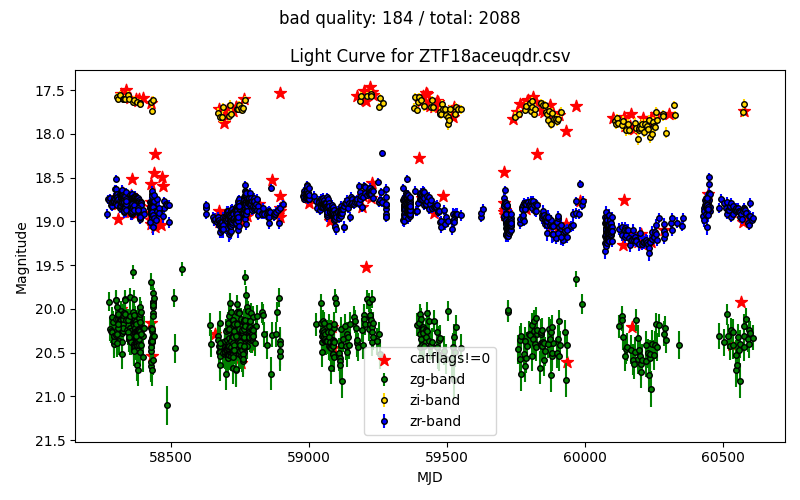 bad quality: 184 / total: 2088
Light Curve for ZTF18aceuqdr.csv
17.5
18.0
18.5
19.0
19.5
20.0
20.5
21.0
21.5
Magnitude
catflags!=0
zg-band
zi-band
zr-band
58500
59000
59500
60000
60500
MJD